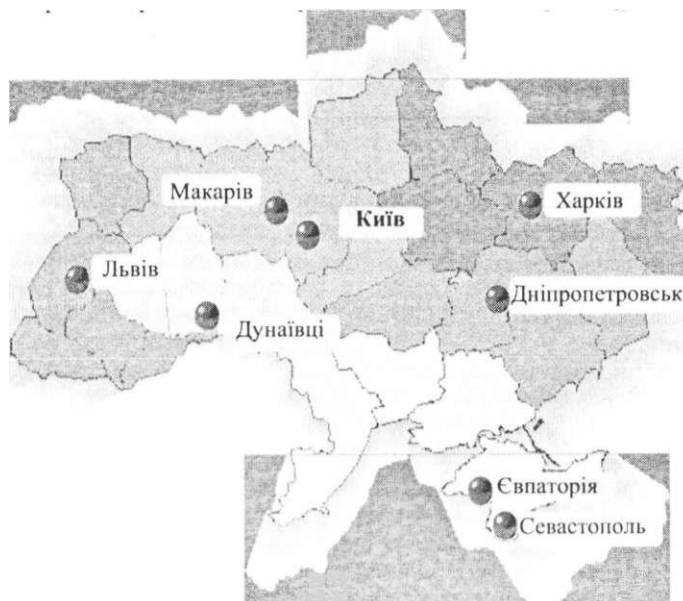 Макарів
Київ
Харків
Львів
Дніпропетровськ
Дунаївці
Євпаторія
Севастополь